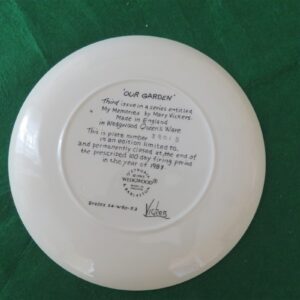 'OUR GARDEN'
Third issue in a series entitled
My Memories by Mary Vickers
Made in England
in Wedgwood Queen's Ware
This is plate number
in an edition limited to,
and permanently closed at, the end of
the prescribed 100 day firing period
in the year of
WEDGWOOD
Vickers